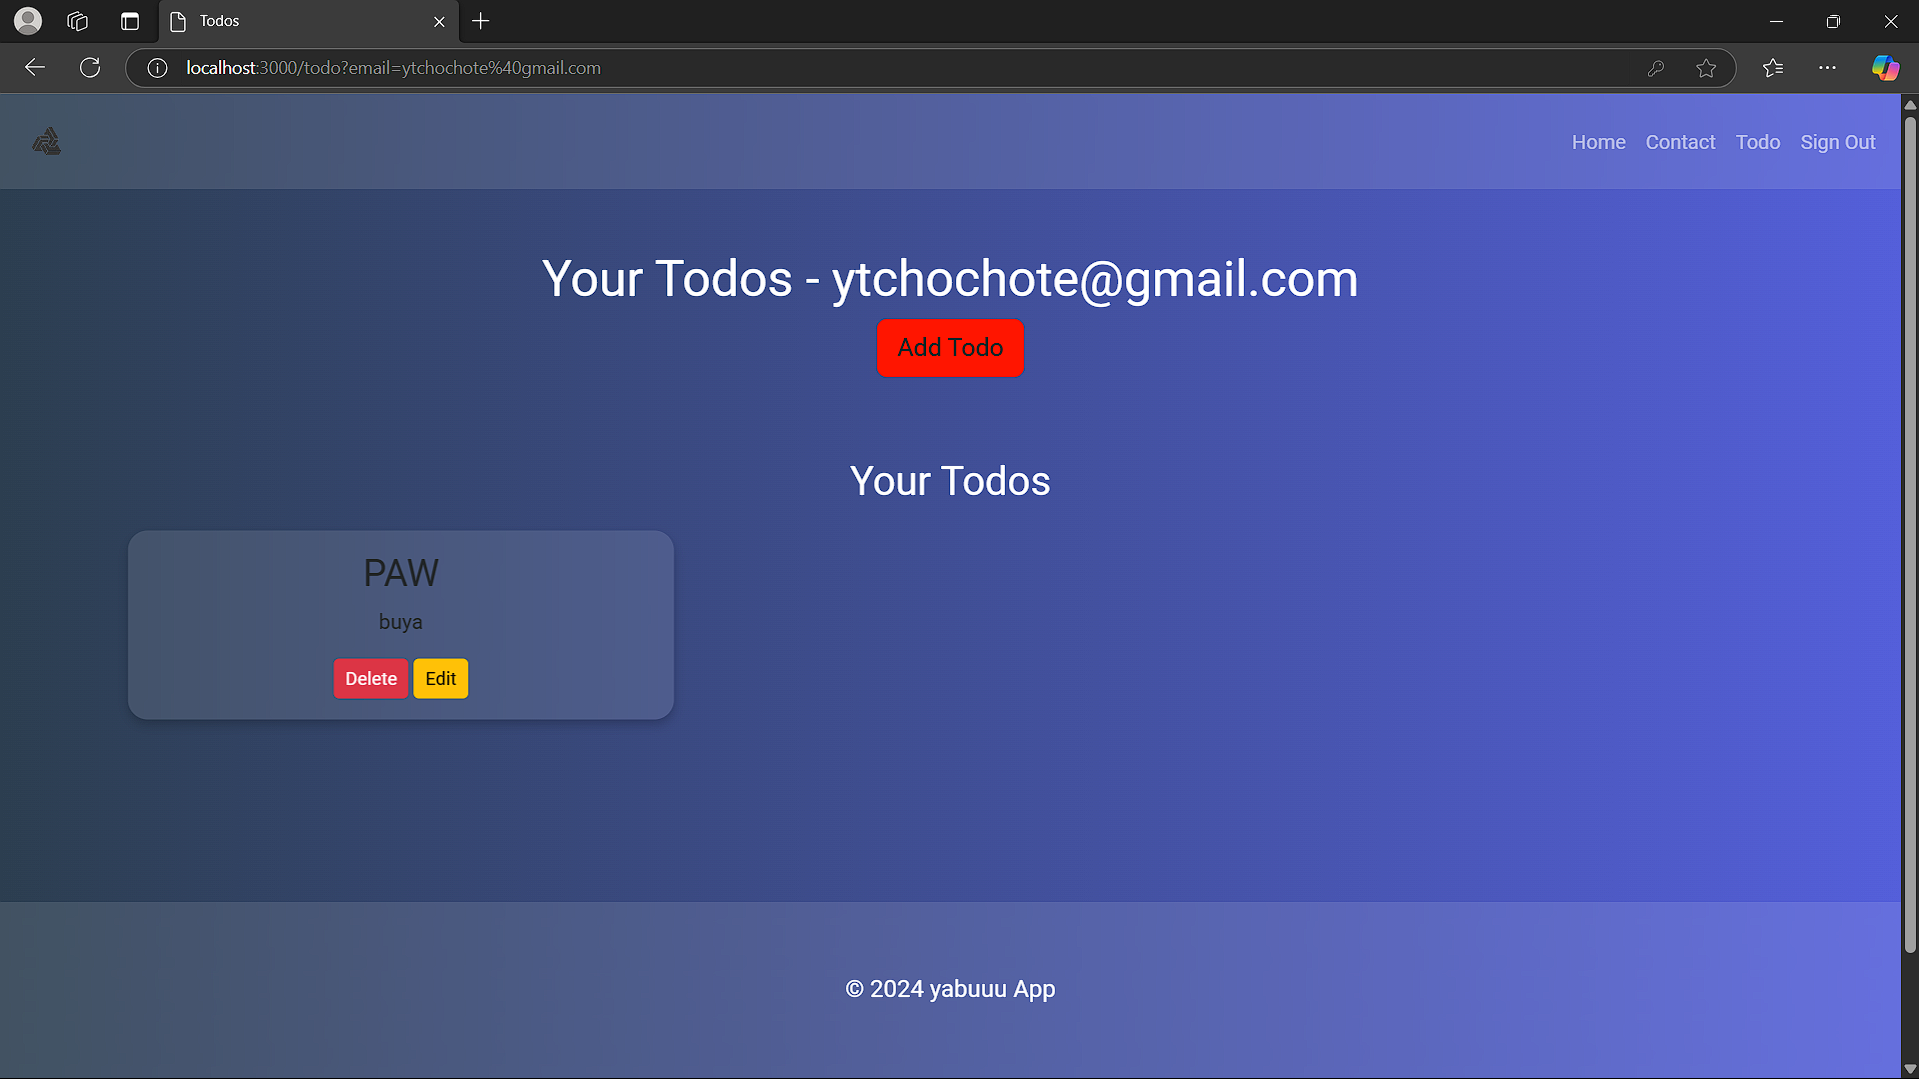 Todos
localhost:3000/todo?email=ytchochote%40gmail.com
Home Contact Todo Sign Out
Your Todos - ytchochote@gmail.com
Add Todo
Your Todos
PAW
buya
Delete Edit
© 2024 yabuuu App